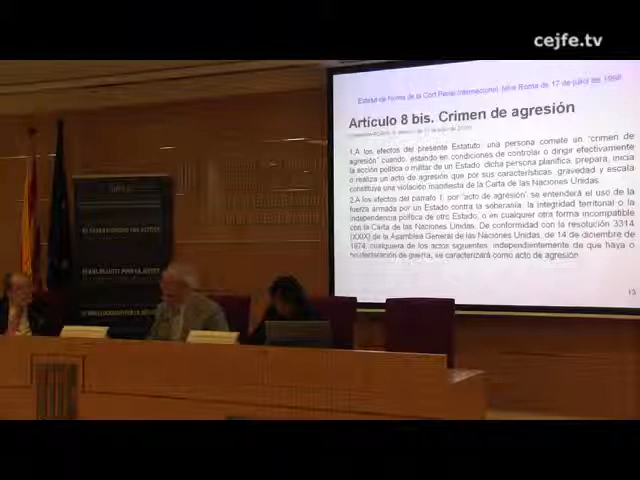 cejfe.tv
Estatut de Roma de la Cort Penal Internacional, feta Roma de 17 de juliol de 1998
Artículo 8 bis. Crimen de agresión
1.A los efectos del presente Estatuto, una persona comete un "crimen de
agresión" cuando, estando en condiciones de controlar o dirigir efectivamente
la acción política o militar de un Estado, dicha persona planifica, prepara, inicia
o realiza un acto de agresión que por sus características, gravedad y escala
constituya una violación manifiesta de la Carta de las Naciones Unidas.
2.A los efectos del párrafo 1, por "acto de agresión" se entenderá el uso de la
fuerza armada por un Estado contra la soberanía, la integridad territorial o la
independencia política de otro Estado, o en cualquier otra forma incompatible
con la Carta de las Naciones Unidas. De conformidad con la resolución 3314
(XXIX) de la Asamblea General de las Naciones Unidas, de 14 de diciembre de
1974, cualquiera de los actos siguientes, independientemente de que haya o
no declaración de guerra, se caracterizará como acto de agresión
13